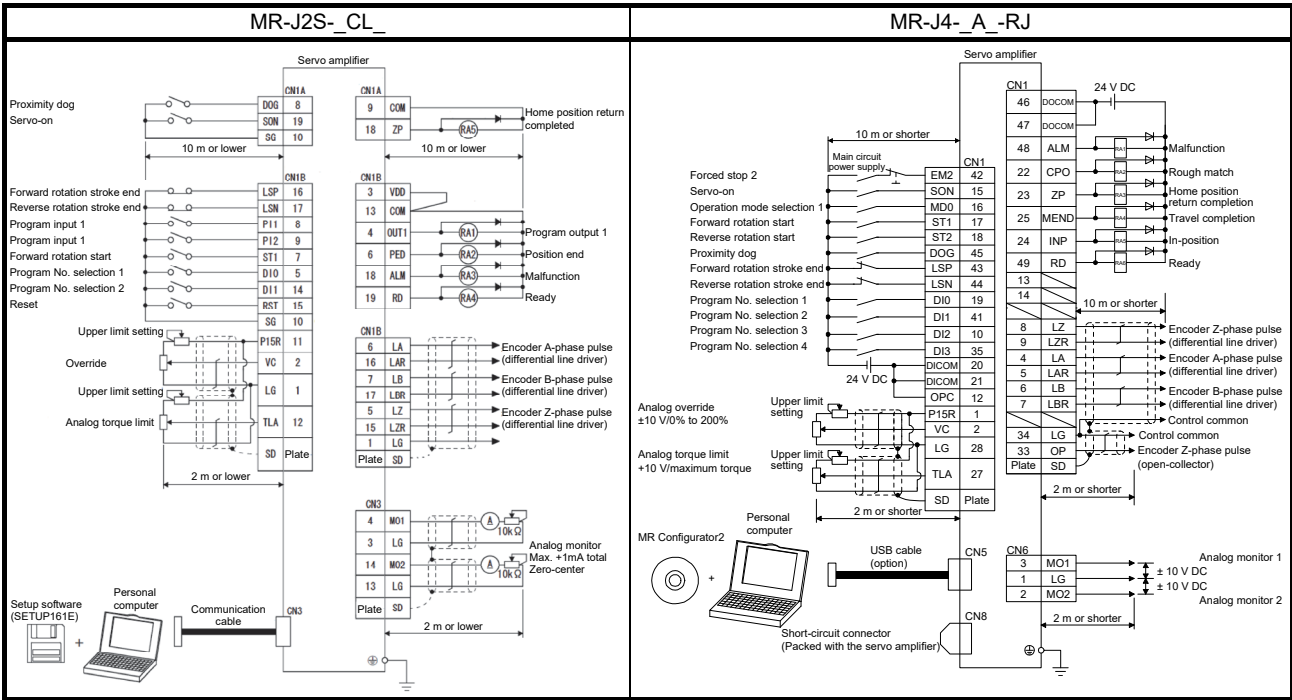 MR-J2S-_CL_
Servo amplifier
CN1A
Proximity dog DOG 8
Servo-on SON 19
SG 10
10 m or lower
CN1A
9 COM
18 ZP RA5 Home position return
completed
10 m or lower
CN1B
Forward rotation stroke end LSP 16
Reverse rotation stroke end LSN 17
Program input 1 PI1 8
Program input 1 PI2 9
Forward rotation start ST1 7
Program No. selection 1 DI0 5
Program No. selection 2 DI1 14
Reset RST 15
SG 10
Upper limit setting
P15R 11
Override VC 2
Upper limit setting
LG 1
Analog torque limit TLA 12
SD Plate
2 m or lower
CN1B
3 VDD
13 COM
4 OUT1 RA1 Program output 1
6 PED RA2 Position end
18 ALM RA3 Malfunction
19 RD RA4 Ready
CN1B
6 LA Encoder A-phase pulse
16 LAR (differential line driver)
7 LB Encoder B-phase pulse
17 LBR (differential line driver)
5 LZ Encoder Z-phase pulse
15 LZR (differential line driver)
1 LG
Plate SD
CN3
4 MO1 A 10kΩ
3 LG Analog monitor
Max. +1mA total
14 MO2 A 10kΩ Zero-center
13 LG
Plate SD
2 m or lower
Setup software
(SETUP161E)
+
Personal
computer
Communication
cable
CN3
MR-J4-_A_-RJ
Servo amplifier
10 m or shorter
Main circuit
power supply
CN1
Forced stop 2 EM2 42
Servo-on SON 15
Operation mode selection 1 MD0 16
Forward rotation start ST1 17
Reverse rotation start ST2 18
Proximity dog DOG 45
Forward rotation stroke end LSP 43
Reverse rotation stroke end LSN 44
Program No. selection 1 DI0 19
Program No. selection 2 DI1 41
Program No. selection 3 DI2 10
Program No. selection 4 DI3 35
24 V DC
DICOM 20
DICOM 21
OPC 12
Analog override
±10 V/0% to 200%
Upper limit
setting
P15R 1
VC 2
LG 28
Analog torque limit
+10 V/maximum torque
Upper limit
setting
TLA 27
SD Plate
2 m or shorter
CN1
24 V DC
46 DOCOM
47 DOCOM
48 ALM RA1 Malfunction
22 CPO RA2 Rough match
23 ZP RA3 Home position
return completion
25 MEND RA4 Travel completion
24 INP RA5 In-position
49 RD RA6 Ready
13
14
10 m or shorter
8 LZ Encoder Z-phase pulse
9 LZR (differential line driver)
4 LA Encoder A-phase pulse
5 LAR (differential line driver)
6 LB Encoder B-phase pulse
7 LBR (differential line driver)
Control common
34 LG Control common
33 OP Encoder Z-phase pulse
Plate SD (open-collector)
2 m or shorter
MR Configurator2
+
Personal
computer
USB cable
(option)
CN5
CN8
Short-circuit connector
(Packed with the servo amplifier)
CN6
3 MO1 Analog monitor 1
± 10 V DC
1 LG
± 10 V DC
2 MO2 Analog monitor 2
2 m or shorter